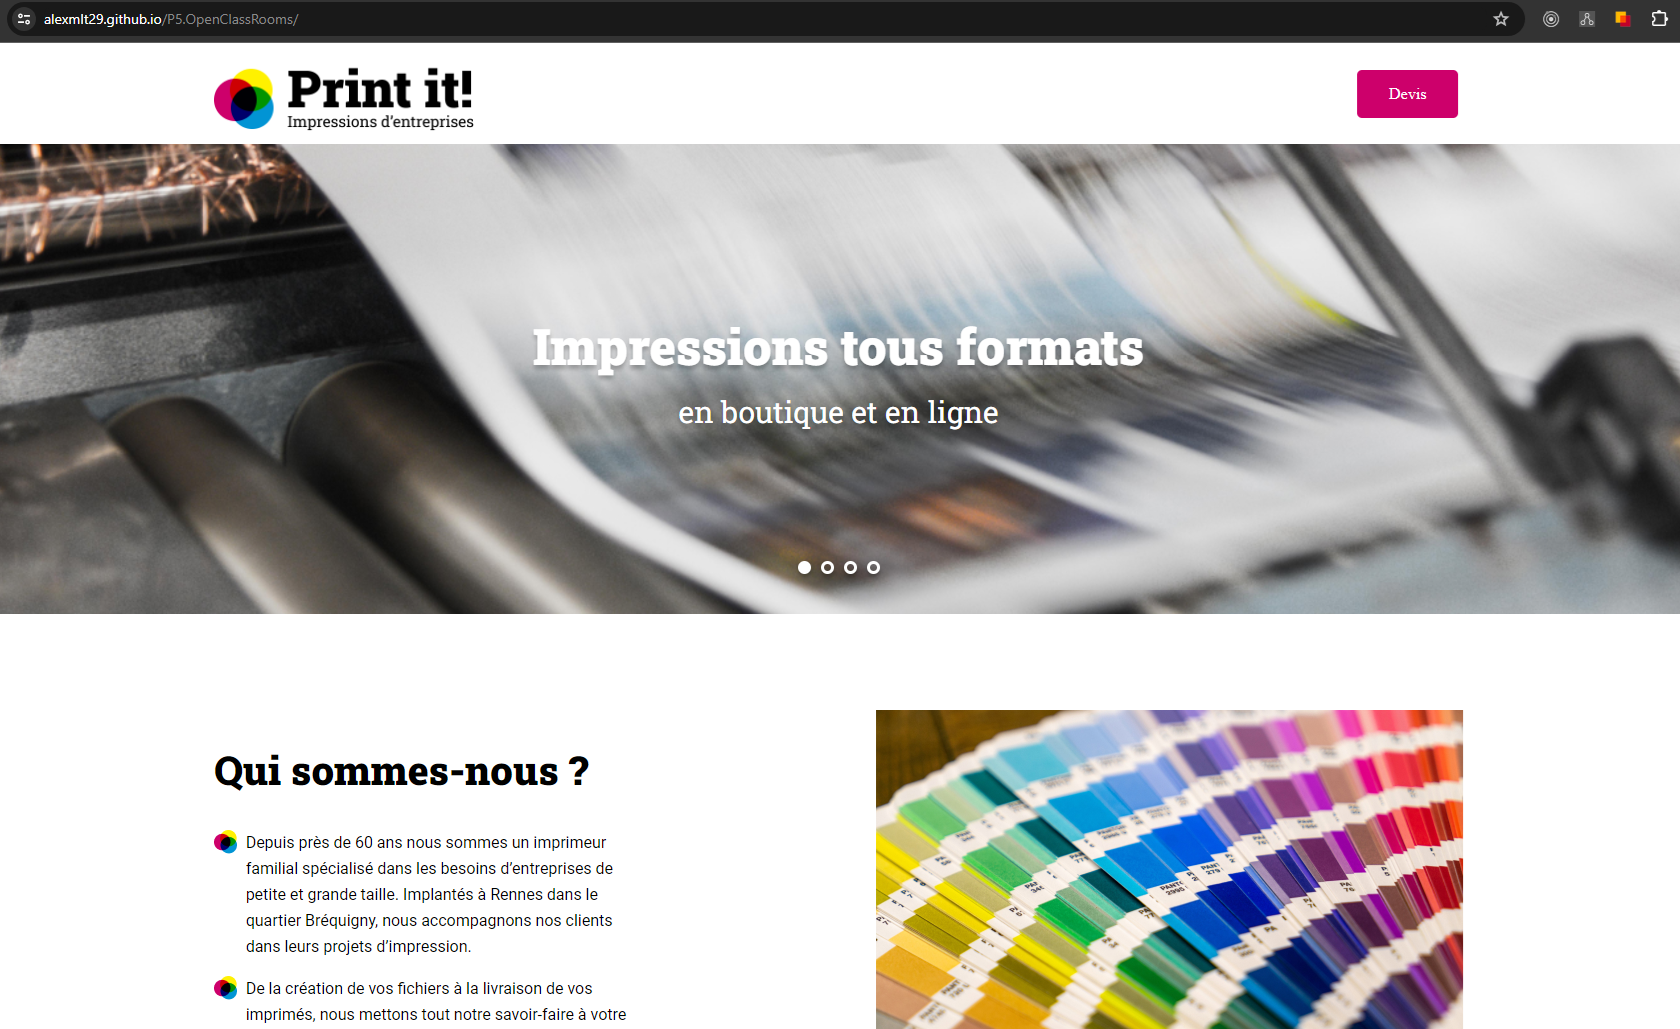 alexmlt29.github.io/P5.OpenClassRooms/
Print it!
Impressions d'entreprises
Devis
Impressions tous formats
en boutique et en ligne
Qui sommes-nous ?
Depuis près de 60 ans nous sommes un imprimeur
familial spécialisé dans les besoins d’entreprises de
petite et grande taille. Implantés à Rennes dans le
quartier Bréquigny, nous accompagnons nos clients
dans leurs projets d’impression.
De la création de vos fichiers à la livraison de vos
imprimés, nous mettons tout notre savoir-faire à votre